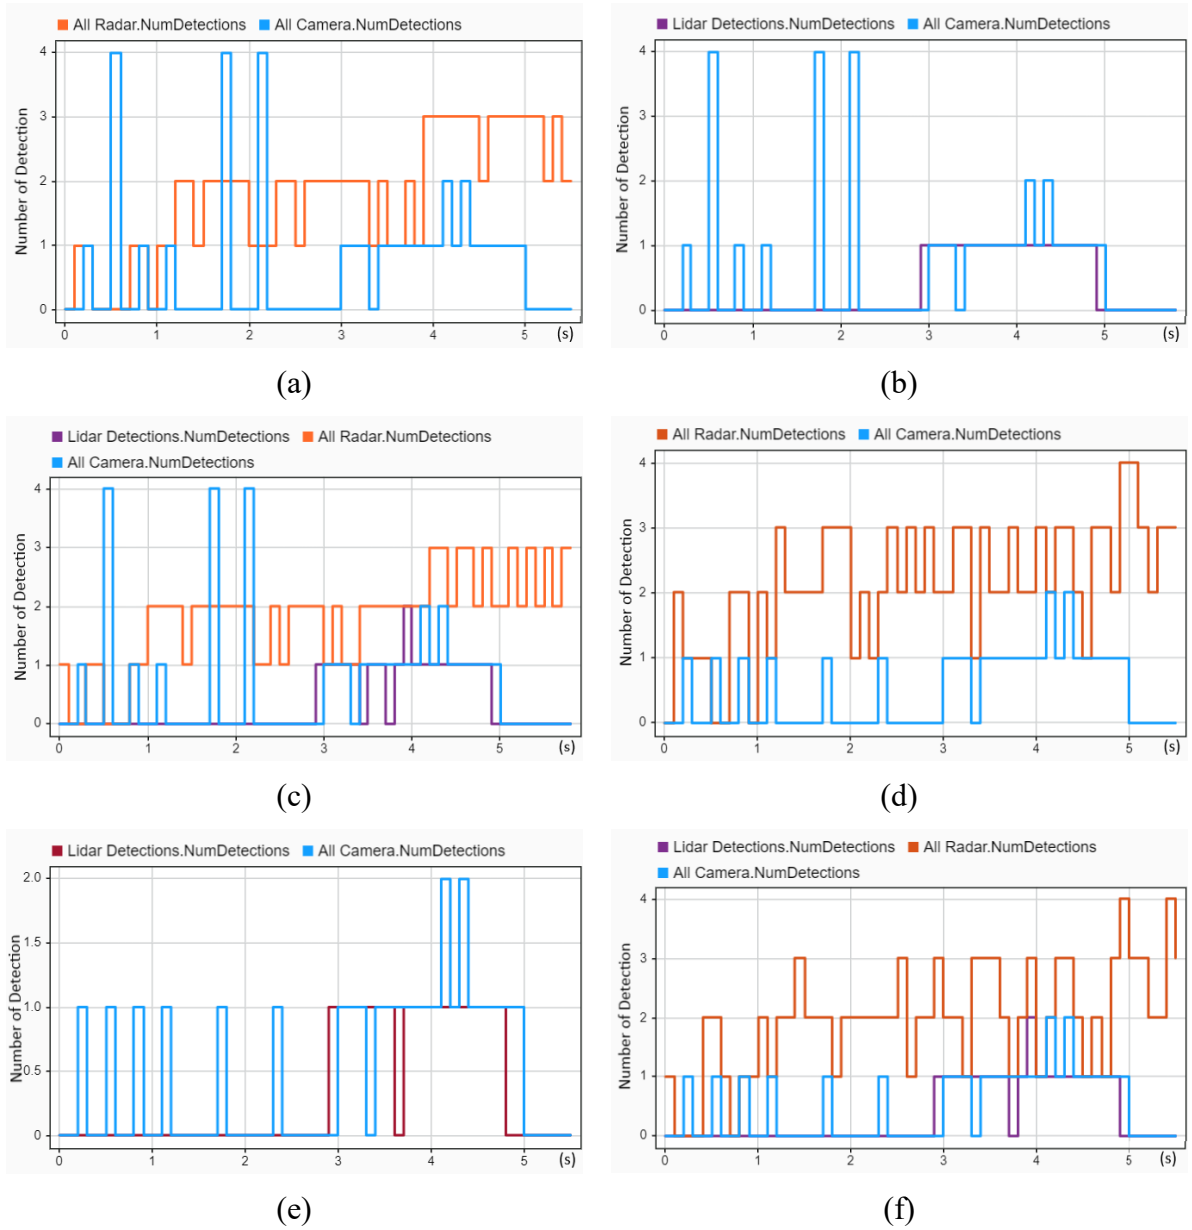 All Radar.NumDetections All Camera.NumDetections
Number of Detection
4
3
2
1
0
0 1 2 3 4 5 (s)
(a)
Lidar Detections.NumDetections All Camera.NumDetections
Number of Detection
4
3
2
1
0
0 1 2 3 4 5 (s)
(b)
Lidar Detections.NumDetections All Radar.NumDetections
All Camera.NumDetections
Number of Detection
4
3
2
1
0
0 1 2 3 4 5 (s)
(c)
All Radar.NumDetections All Camera.NumDetections
Number of Detection
4
3
2
1
0
0 1 2 3 4 5 (s)
(d)
Lidar Detections.NumDetections All Camera.NumDetections
Number of Detection
2.0
1.5
1.0
0.5
0
0 1 2 3 4 5 (s)
(e)
Lidar Detections.NumDetections All Radar.NumDetections
All Camera.NumDetections
Number of Detection
4
3
2
1
0
0 1 2 3 4 5 (s)
(f)